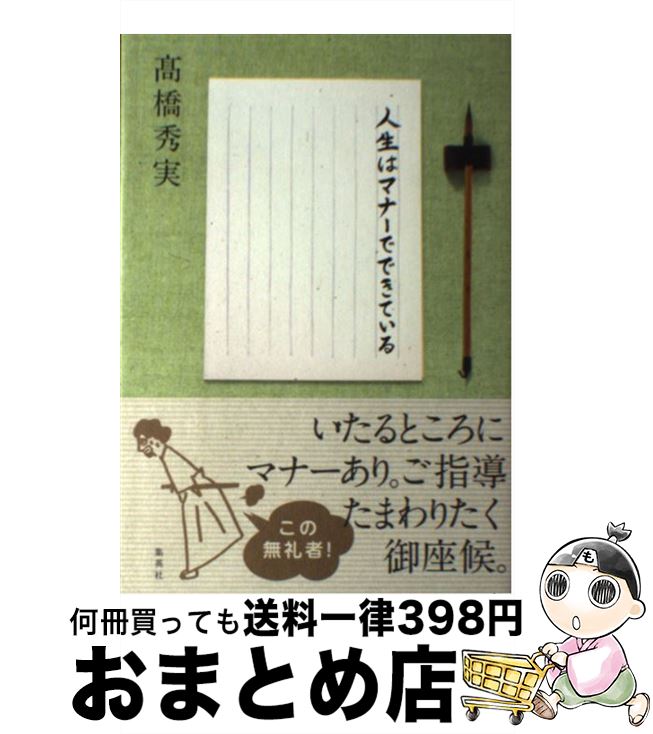 髙橋秀実
人生はマナーでできている
いたるところに
マナーあり。ご指導
たまわりたく
御座候。
この
無礼者!
集英社
も
何冊買っても送料一律398円
おまとめ店